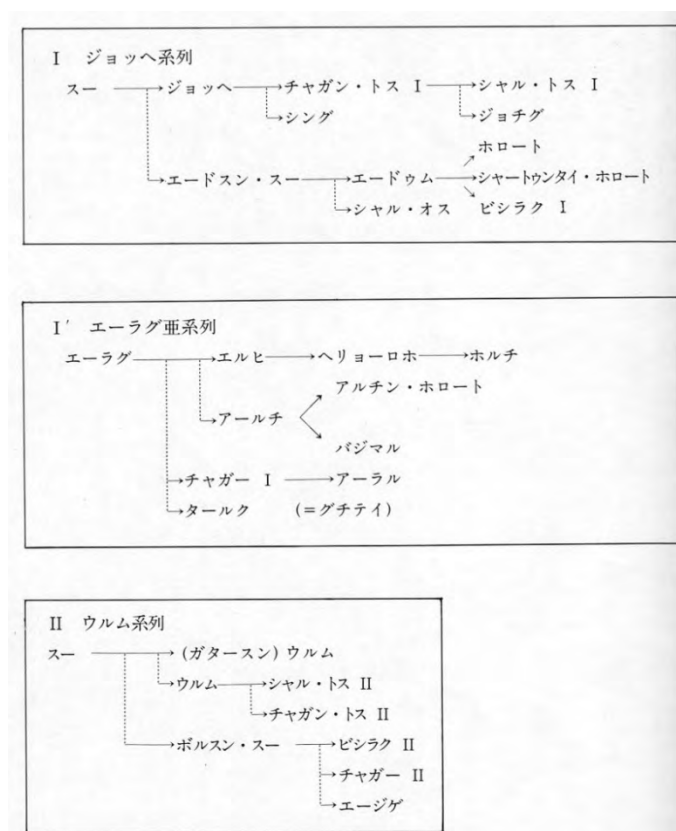 I ジョッヘ系列
スー ジョッヘ チャガン・トス I シャル・トス I
シング ジョチグ
ホロート
エードスン・スー エードゥム シャートゥンタイ・ホロート
シャル・オス ビシラク I
I′ エーラグ亜系列
エーラグ エルヒ ヘリョーロホ ホルチ
アルチン・ホロート
アールチ
バジマル
チャガー I アーラル
タールク (=グチテイ)
II ウルム系列
スー (ガタースン) ウルム
ウルム シャル・トス II
チャガン・トス II
ボルスン・スー ビシラク II
チャガー II
エージゲ